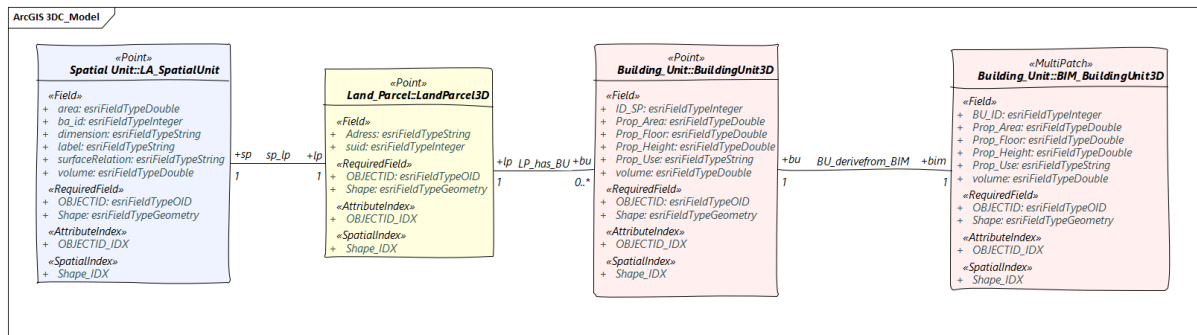 ArcGIS 3DC_Model
«Point»
Spatial Unit::LA_SpatialUnit
«Field»
+ area: esriFieldTypeDouble
+ ba_id: esriFieldTypeInteger
+ dimension: esriFieldTypeString
+ label: esriFieldTypeString
+ surfaceRelation: esriFieldTypeString
+ volume: esriFieldTypeDouble
«RequiredField»
+ OBJECTID: esriFieldTypeOID
+ Shape: esriFieldTypeGeometry
«AttributeIndex»
+ OBJECTID_IDX
«SpatialIndex»
+ Shape_IDX
+sp sp_lp +lp
1 1
«Point»
Land_Parcel::LandParcel3D
«Field»
+ Adress: esriFieldTypeString
+ suid: esriFieldTypeInteger
«RequiredField»
+ OBJECTID: esriFieldTypeOID
+ Shape: esriFieldTypeGeometry
«AttributeIndex»
+ OBJECTID_IDX
«SpatialIndex»
+ Shape_IDX
+lp LP_has_BU +bu
1 0..*
«Point»
Building_Unit::BuildingUnit3D
«Field»
+ ID_SP: esriFieldTypeInteger
+ Prop_Area: esriFieldTypeDouble
+ Prop_Floor: esriFieldTypeDouble
+ Prop_Height: esriFieldTypeDouble
+ Prop_Use: esriFieldTypeString
+ volume: esriFieldTypeDouble
«RequiredField»
+ OBJECTID: esriFieldTypeOID
+ Shape: esriFieldTypeGeometry
«AttributeIndex»
+ OBJECTID_IDX
«SpatialIndex»
+ Shape_IDX
+bu BU_derivefrom_BIM +bim
1 1
«MultiPatch»
Building_Unit::BIM_BuildingUnit3D
«Field»
+ BU_ID: esriFieldTypeInteger
+ Prop_Area: esriFieldTypeDouble
+ Prop_Floor: esriFieldTypeDouble
+ Prop_Height: esriFieldTypeDouble
+ Prop_Use: esriFieldTypeString
+ volume: esriFieldTypeDouble
«RequiredField»
+ OBJECTID: esriFieldTypeOID
+ Shape: esriFieldTypeGeometry
«AttributeIndex»
+ OBJECTID_IDX
«SpatialIndex»
+ Shape_IDX